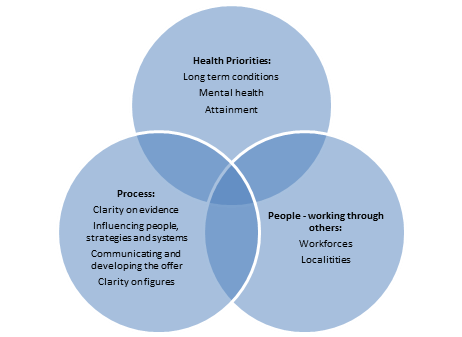 Health Priorities:
Long term conditions
Mental health
Attainment
Process:
Clarity on evidence
Influencing people,
strategies and systems
Communicating and
developing the offer
Clarity on figures
People - working through
others:
Workforces
Localitities